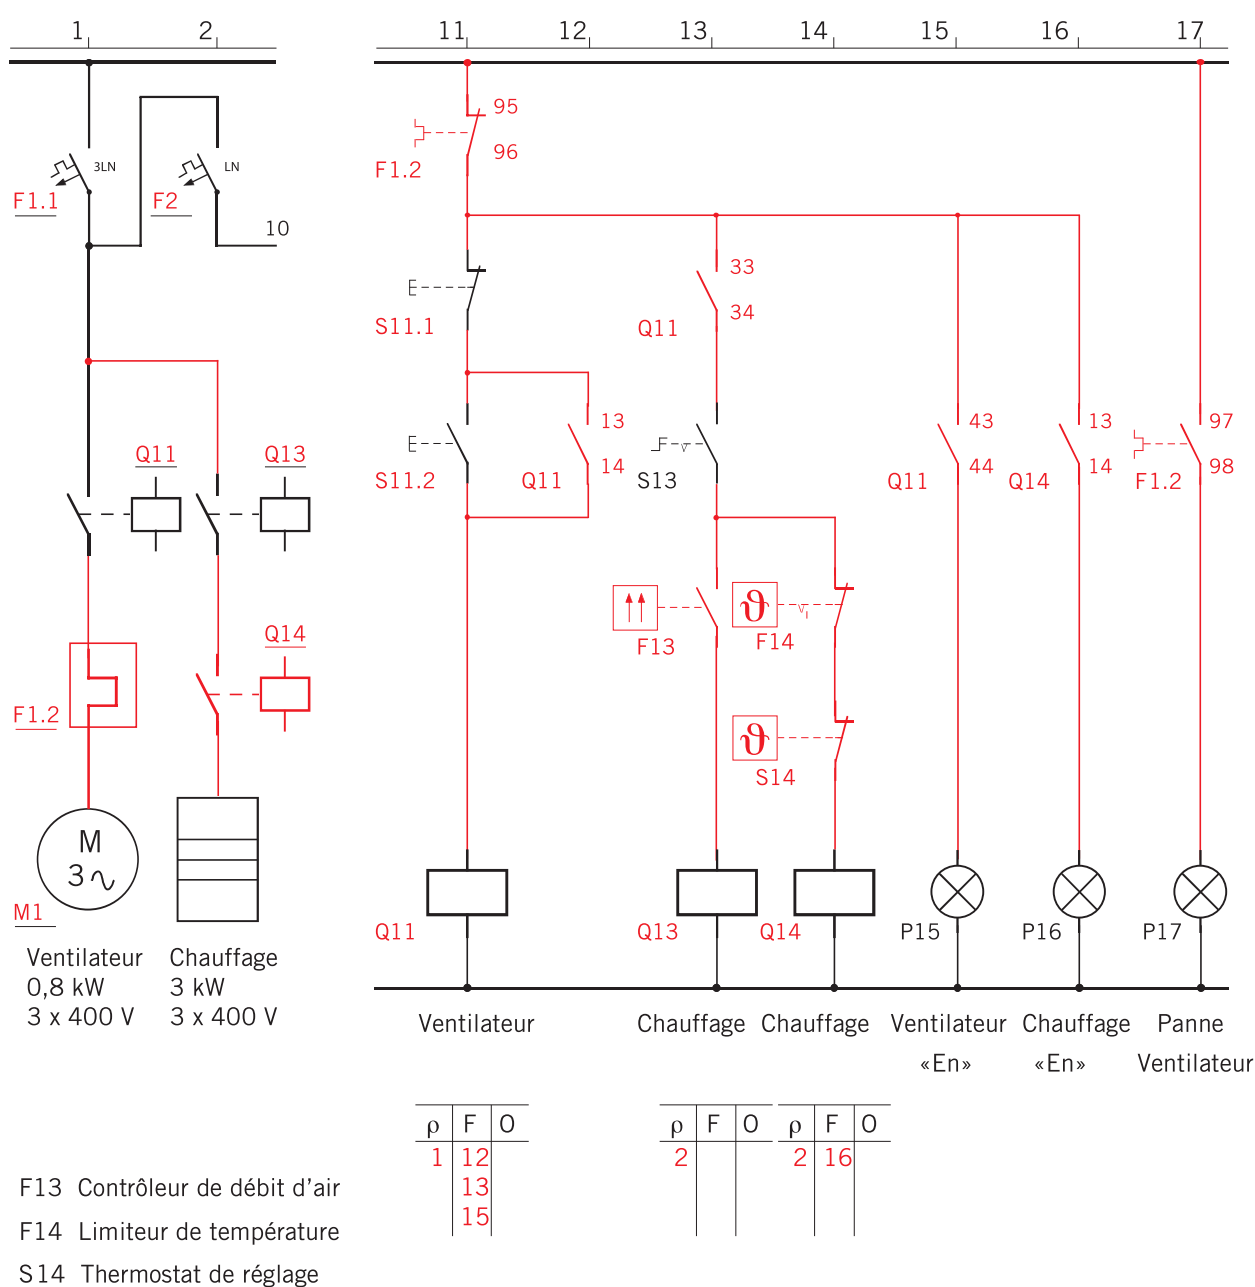 1 2 11 12 13 14 15 16 17
95
F1.2 96
3LN LN
F1.1 F2
10
33
S11.1 Q11 34
13 43 13 97
S11.2 Q11 14 S13 Q11 44 Q14 14 F1.2 98
Q11 Q13
F13 ϑ F14
Q14
F1.2
ϑ S14
M
3∿
M1
Q11 Q13 Q14 P15 P16 P17
Ventilateur Chauffage
0,8 kW 3 kW
3 x 400 V 3 x 400 V
Ventilateur Chauffage Chauffage Ventilateur Chauffage Panne
«En» «En» Ventilateur
ρ F O ρ F O ρ F O
1 12 2 2 16
13
15
F13 Contrôleur de débit d’air
F14 Limiteur de température
S14 Thermostat de réglage